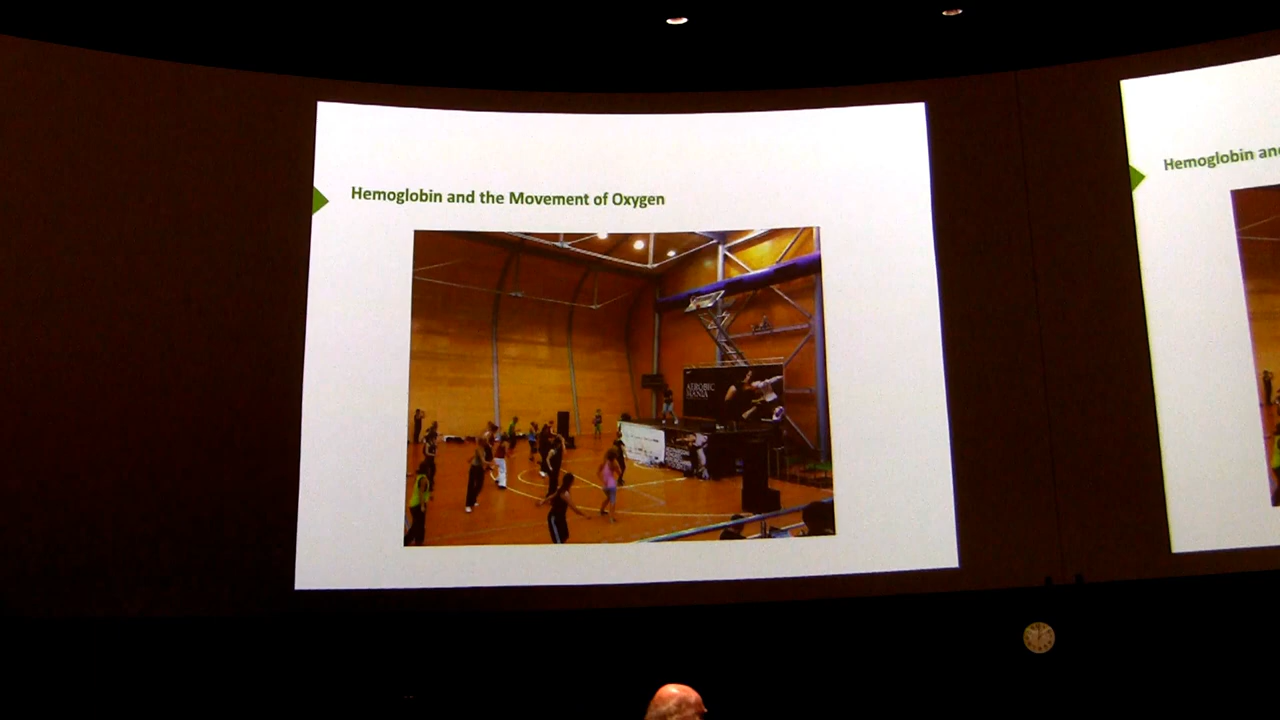 Hemoglobin and the Movement of Oxygen
AEROBIC
MANIA
Hemoglobin and